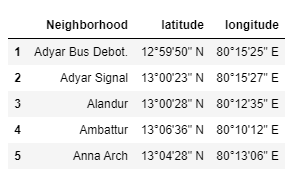 Neighborhood latitude longitude
1 Adyar Bus Debot. 12°59'50'' N 80°15'25'' E
2 Adyar Signal 13°00'23'' N 80°15'27'' E
3 Alandur 13°00'28'' N 80°12'35'' E
4 Ambattur 13°06'36'' N 80°10'12'' E
5 Anna Arch 13°04'28'' N 80°13'06'' E